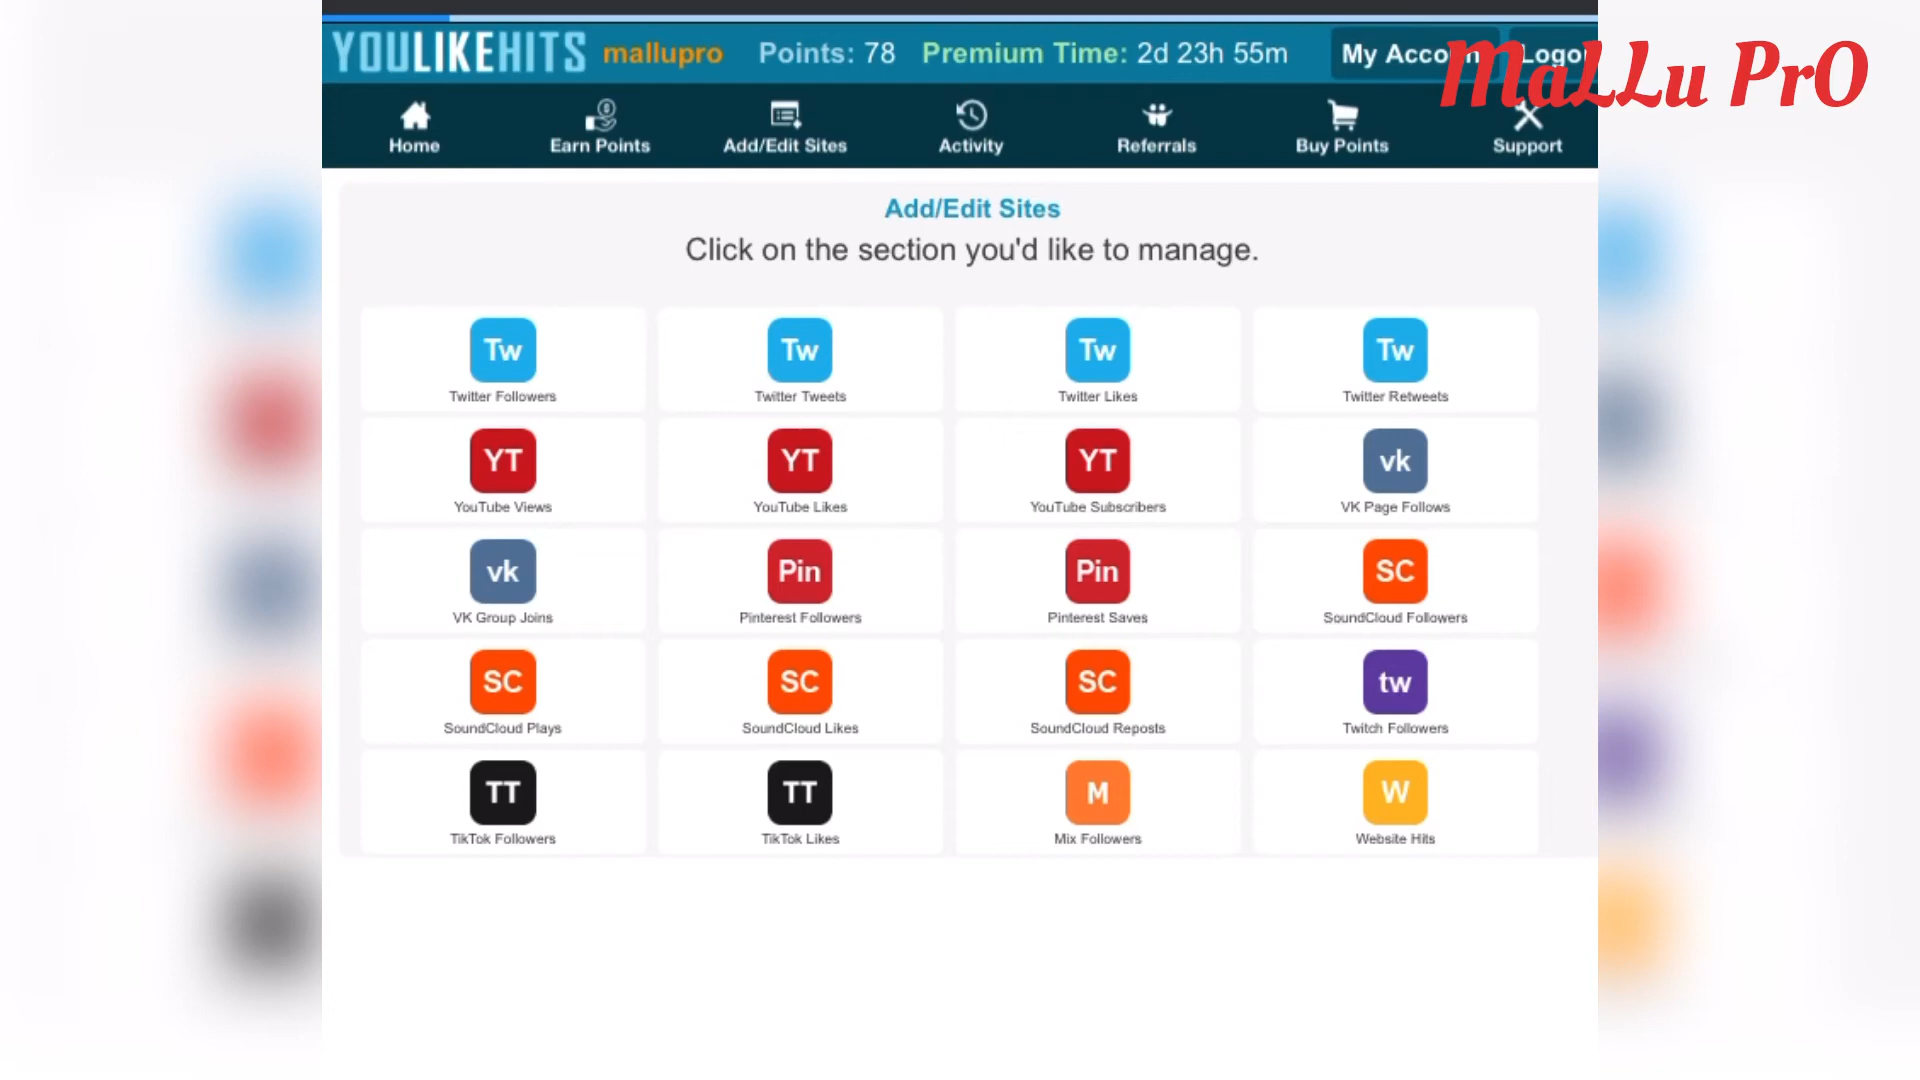 YOULIKEHITS mallupro Points: 78 Premium Time: 2d 23h 55m My Account Logo
MaLLu PrO
Home Earn Points Add/Edit Sites Activity Referrals Buy Points Support
Add/Edit Sites
Click on the section you'd like to manage.
Tw Tw Tw Tw
Twitter Followers Twitter Tweets Twitter Likes Twitter Retweets
YT YT YT vk
YouTube Views YouTube Likes YouTube Subscribers VK Page Follows
vk Pin Pin SC
VK Group Joins Pinterest Followers Pinterest Saves SoundCloud Followers
SC SC SC tw
SoundCloud Plays SoundCloud Likes SoundCloud Reposts Twitch Followers
TT TT M W
TikTok Followers TikTok Likes Mix Followers Website Hits